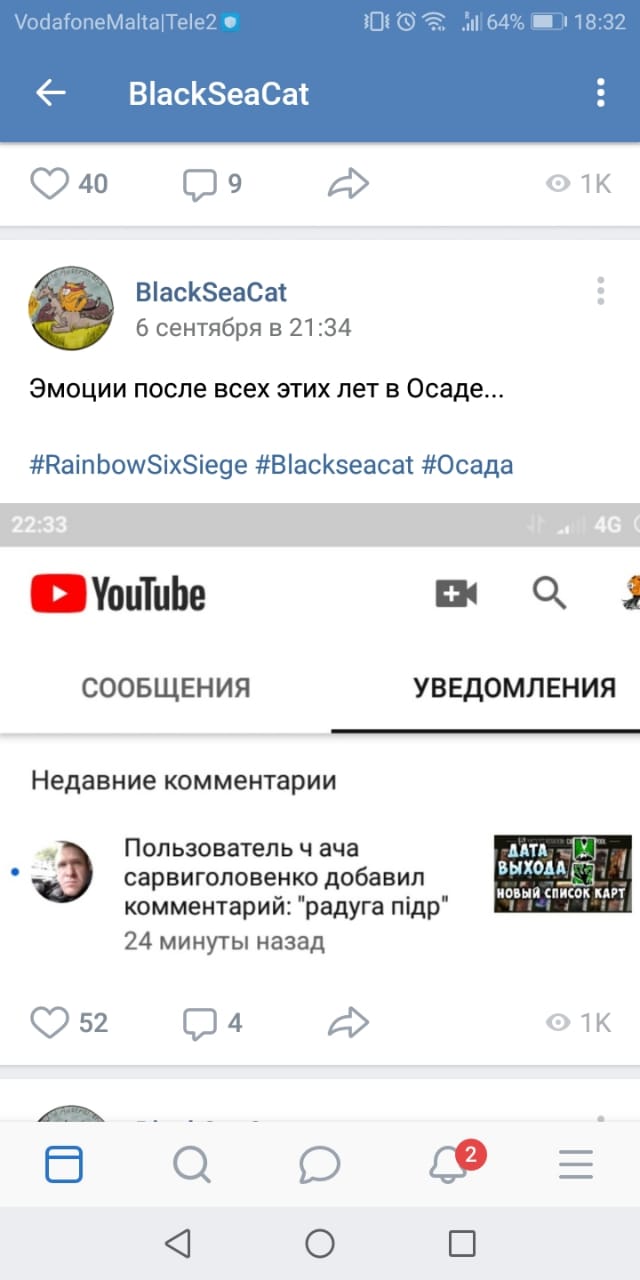 VodafoneMalta|Tele2
64%
18:32
BlackSeaCat
40
9
1K
BlackSeaCat
6 сентября в 21:34
Эмоции после всех этих лет в Осаде...
#RainbowSixSiege #Blackseacat #Осада
22:33
4G
YouTube
СООБЩЕНИЯ
УВЕДОМЛЕНИЯ
Недавние комментарии
Пользователь ч ача
сарвиголовенко добавил
комментарий: "радуга підр"
24 минуты назад
ДАТА
ВЫХОДА
НОВЫЙ СПИСОК КАРТ
52
4
1K
2